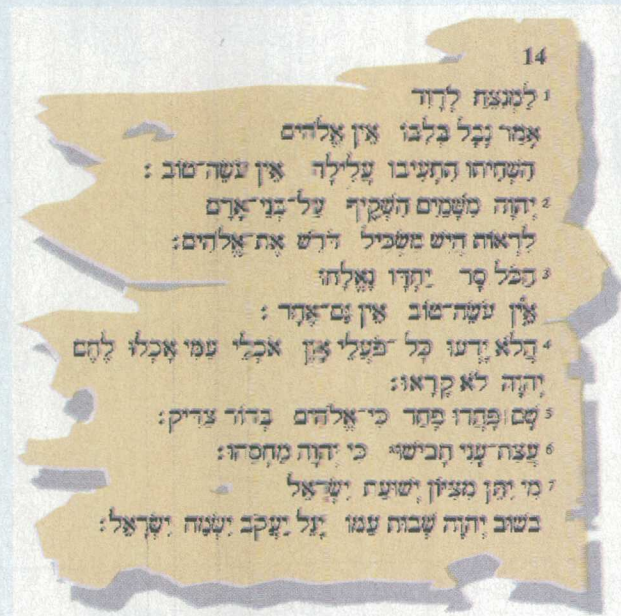 14
1 לַמְנַצֵּחַ לְדָוִד
אָמַר נָבָל בְּלִבּוֹ אֵין אֱלֹהִים
הִשְׁחִיתוּ הִתְעִיבוּ עֲלִילָה אֵין עֹשֵׂה־טוֹב׃
2 יְהוָה מִשָּׁמַיִם הִשְׁקִיף עַל־בְּנֵי־אָדָם
לִרְאוֹת הֲיֵשׁ מַשְׂכִּיל דֹּרֵשׁ אֶת־אֱלֹהִים׃
3 הַכֹּל סָר יַחְדָּו נֶאֱלָחוּ
אֵין עֹשֵׂה־טוֹב אֵין גַּם־אֶחָד׃
4 הֲלֹא יָדְעוּ כָּל־פֹּעֲלֵי אָוֶן אֹכְלֵי עַמִּי אָכְלוּ לֶחֶם
יְהוָה לֹא קָרָאוּ׃
5 שָׁם׀ פָּחֲדוּ פָחַד כִּי־אֱלֹהִים בְּדוֹר צַדִּיק׃
6 עֲצַת־עָנִי תָבִישׁוּ כִּי יְהוָה מַחְסֵהוּ׃
7 מִי יִתֵּן מִצִּיּוֹן יְשׁוּעַת יִשְׂרָאֵל
בְּשׁוּב יְהוָה שְׁבוּת עַמּוֹ יָגֵל יַעֲקֹב יִשְׂמַח יִשְׂרָאֵל׃